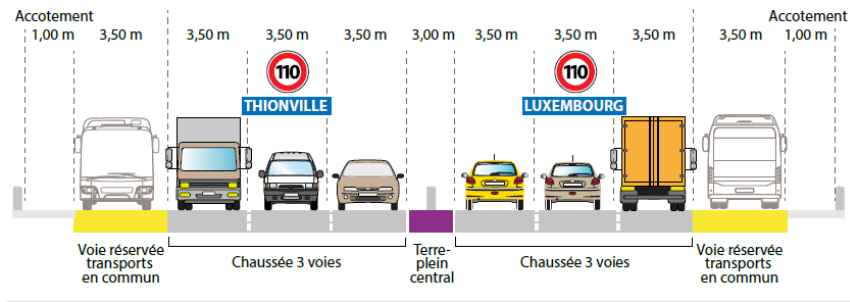 Accotement Accotement
1,00 m 3,50 m 3,50 m 3,50 m 3,50 m 3,00 m 3,50 m 3,50 m 3,50 m 3,50 m 1,00 m
110 110
THIONVILLE LUXEMBOURG
Voie réservée
transports
en commun
Chaussée 3 voies
Terre-
plein
central
Chaussée 3 voies
Voie réservée
transports
en commun